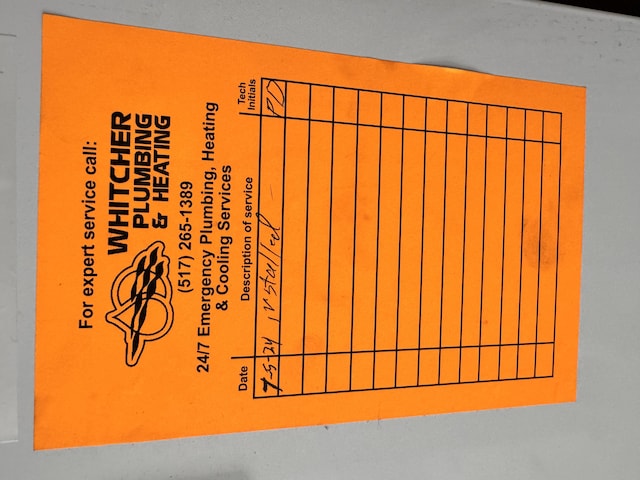 For expert service call:
WHITCHER
PLUMBING
& HEATING
(517) 265-1389
24/7 Emergency Plumbing, Heating
& Cooling Services
Date Description of service Tech Initials
7-5-24 installed